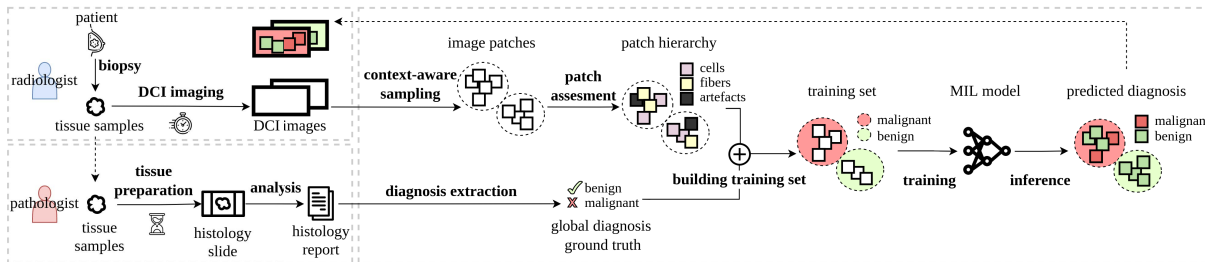 patient
biopsy
radiologist
DCI imaging
tissue samples
DCI images
context-aware
sampling
image patches
patch
assesment
patch hierarchy
cells
fibers
artefacts
tissue
preparation
pathologist
tissue
samples
histology
slide
analysis
histology
report
diagnosis extraction
benign
malignant
global diagnosis
ground truth
building training set
training set
malignant
benign
training
MIL model
inference
predicted diagnosis
malignan
benign